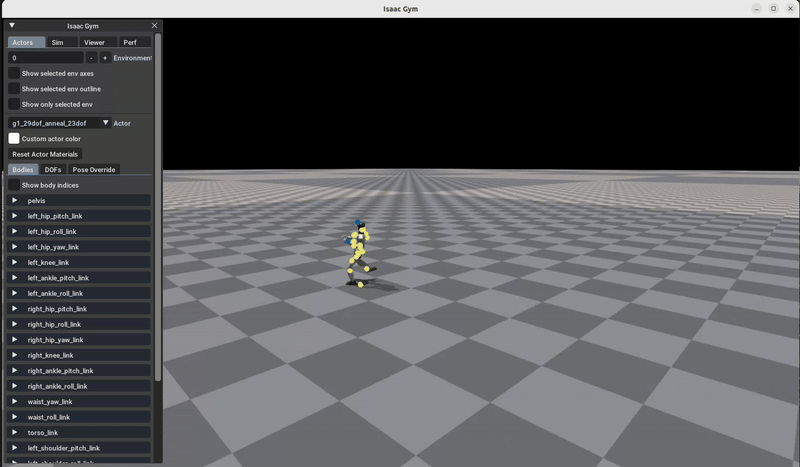 Isaac Gym
Isaac Gym
Actors Sim Viewer Perf
0 - + Environment
Show selected env axes
Show selected env outline
Show only selected env
g1_29dof_anneal_23dof Actor
Custom actor color
Reset Actor Materials
Bodies DOFs Pose Override
Show body indices
pelvis
left_hip_pitch_link
left_hip_roll_link
left_hip_yaw_link
left_knee_link
left_ankle_pitch_link
left_ankle_roll_link
right_hip_pitch_link
right_hip_roll_link
right_hip_yaw_link
right_knee_link
right_ankle_pitch_link
right_ankle_roll_link
waist_yaw_link
waist_roll_link
torso_link
left_shoulder_pitch_link